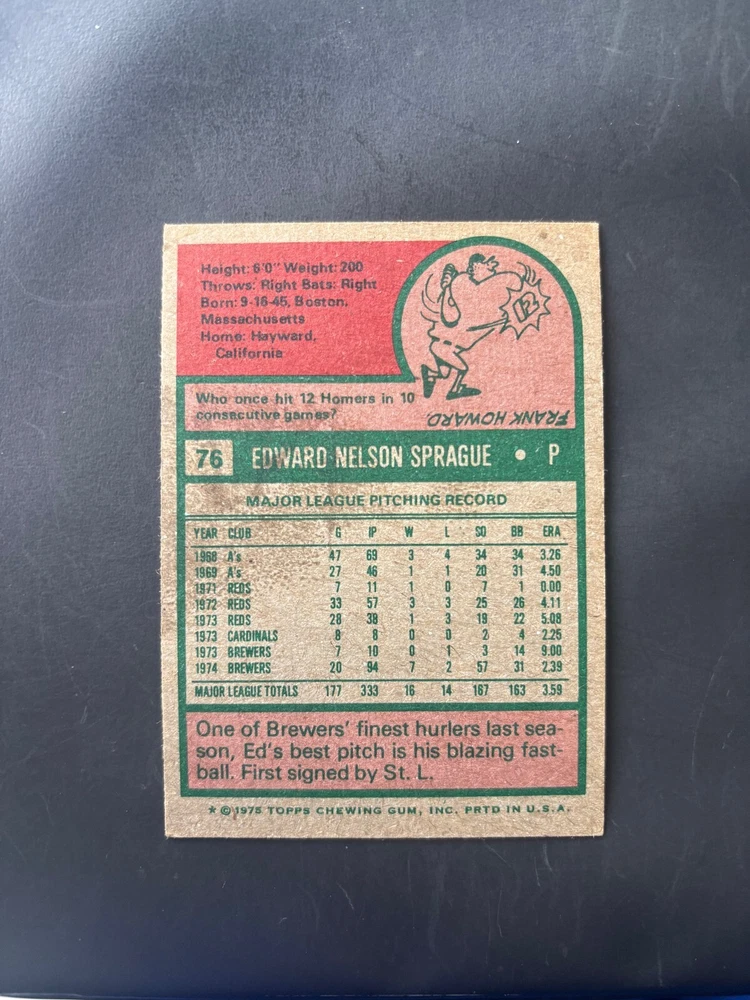 Height: 6'0" Weight: 200
Throws: Right Bats: Right
Born: 9-16-45, Boston,
Massachusetts
Home: Hayward,
California
12
Who once hit 12 Homers in 10
consecutive games?
FRANK HOWARD.
76 EDWARD NELSON SPRAGUE • P
MAJOR LEAGUE PITCHING RECORD
YEAR CLUB G IP W L SO BB ERA
1968 A's 47 69 3 4 34 34 3.26
1969 A's 27 46 1 1 20 31 4.50
1971 REDS 7 11 1 0 7 1 0.00
1972 REDS 33 57 3 3 25 26 4.11
1973 REDS 28 38 1 3 19 22 5.08
1973 CARDINALS 8 8 0 0 2 4 2.25
1973 BREWERS 7 10 0 1 3 14 9.00
1974 BREWERS 20 94 7 2 57 31 2.39
MAJOR LEAGUE TOTALS 177 333 16 14 167 163 3.59
One of Brewers' finest hurlers last sea-
son, Ed's best pitch is his blazing fast-
ball. First signed by St. L.
★ © 1975 TOPPS CHEWING GUM, INC. PRTD IN U.S.A.